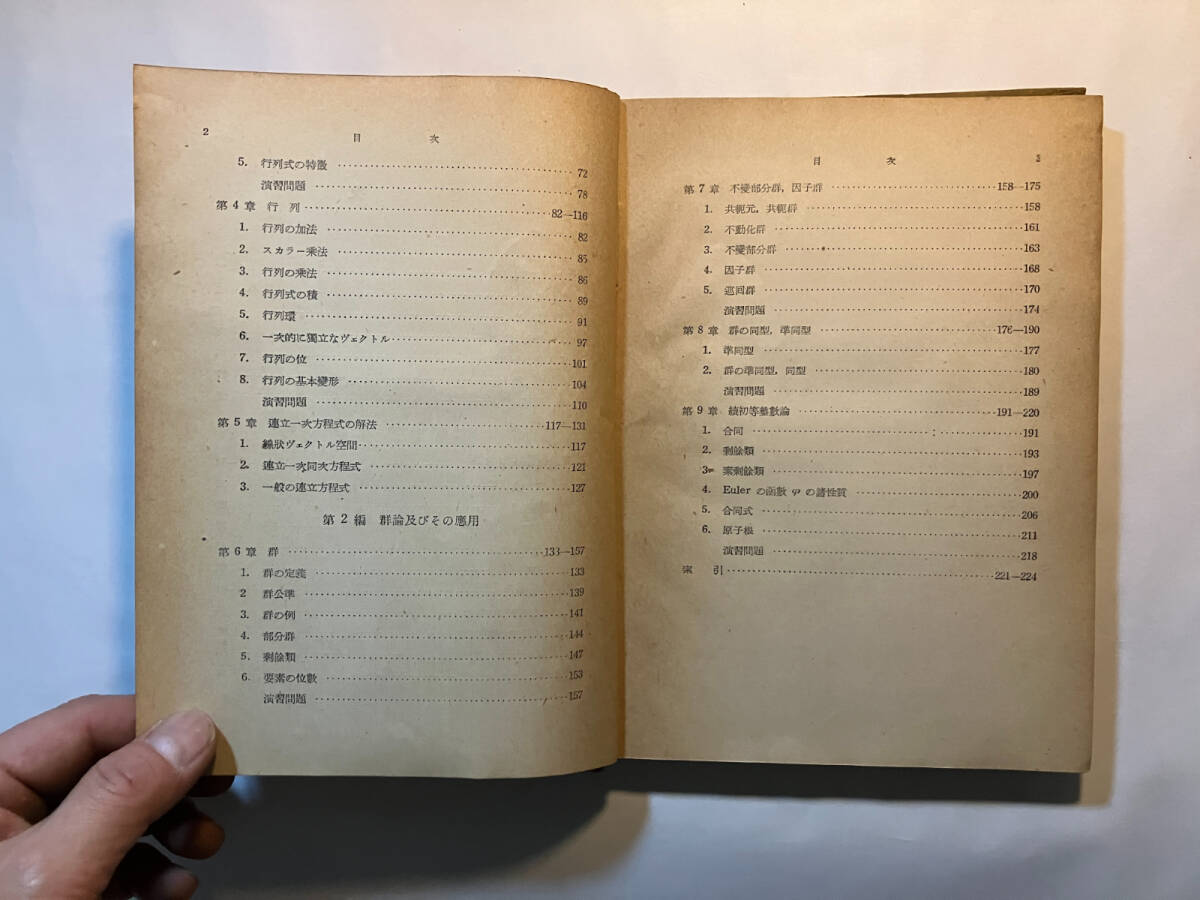 2
目　次
5. 行列式の特徵 72
演習問題 78
第4章 行 列 82—116
1. 行列の加法 82
2. スカラー乘法 85
3. 行列の乘法 86
4. 行列式の積 89
5. 行列環 91
6. 一次的に獨立なヴェクトル 97
7. 行列の位 101
8. 行列の基本變形 104
演習問題 110
第5章 連立一次方程式の解法 117—131
1. 線狀ヴェクトル空間 117
2. 連立一次同次方程式 121
3. 一般の連立方程式 127
第2編 群論及びその應用
第6章 群 133—157
1. 群の定義 133
2 群公準 139
3. 群の例 141
4. 部分群 144
5. 剩餘類 147
6. 要素の位數 153
演習問題 157
目　次
3
第7章 不變部分群, 因子群 158—175
1. 共軛元, 共軛群 158
2. 不動化群 161
3. 不變部分群 163
4. 因子群 168
5. 巡囘群 170
演習問題 174
第8章 群の同型, 準同型 176—190
1. 準同型 177
2. 群の準同型, 同型 180
演習問題 189
第9章 續初等整數論 191—220
1. 合同 191
2. 剩餘類 193
3. 素剩餘類 197
4. Euler の函數 φ の諸性質 200
5. 合同式 206
6. 原子根 211
演習問題 218
索　引 221—224